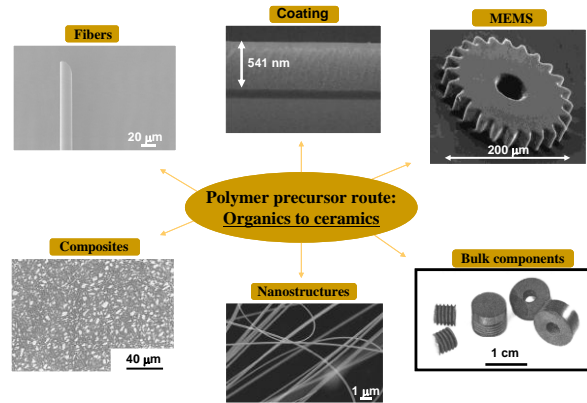 Fibers
Coating
MEMS
541 nm
20 μm
200 μm
Polymer precursor route:
Organics to ceramics
Composites
Nanostructures
Bulk components
40 μm
1 μm
1 cm